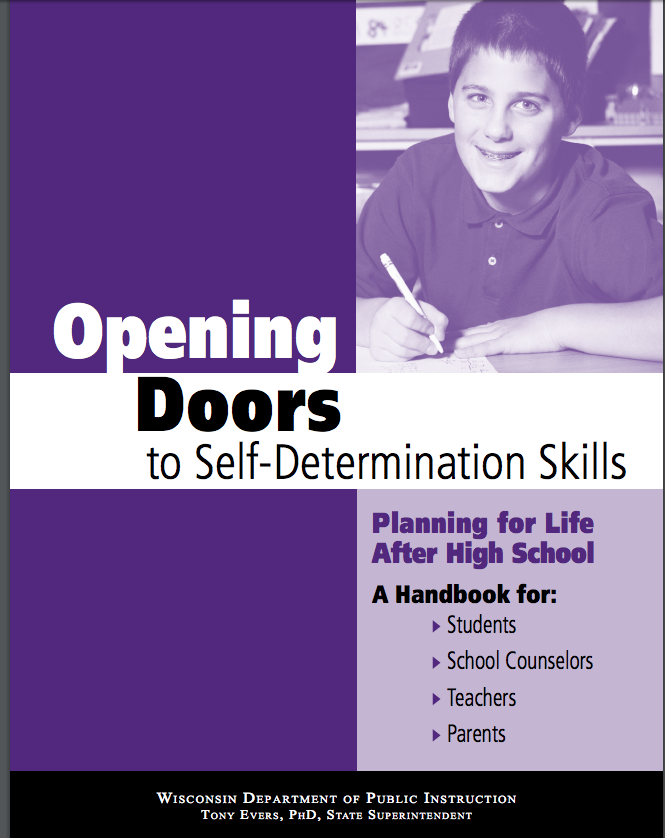 84
Opening
Doors
to Self-Determination Skills
Planning for Life
After High School
A Handbook for:
Students
School Counselors
Teachers
Parents
Wisconsin Department of Public Instruction
Tony Evers, PhD, State Superintendent